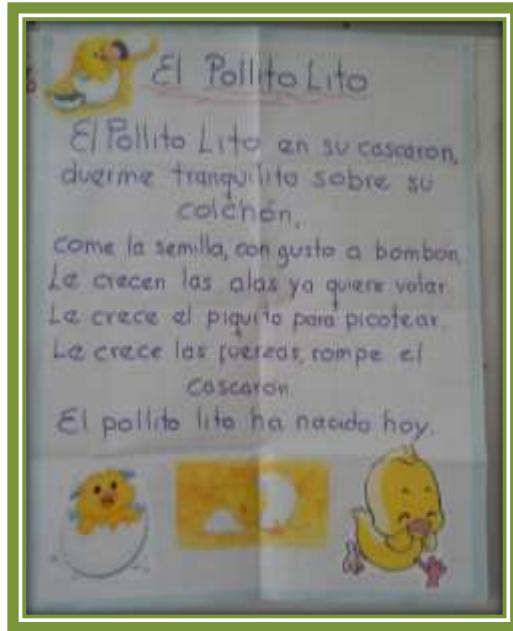 El Pollito Lito
El Pollito Lito en su cascaron,
duerme tranquilito sobre su
colchón,
come la semilla, con gusto a bombon,
Le crecen las alas ya quiere volar.
Le crece el piquito para picotear.
Le crece las fuerzas, rompe el
cascaron.
El pollito lito ha nacido hoy.